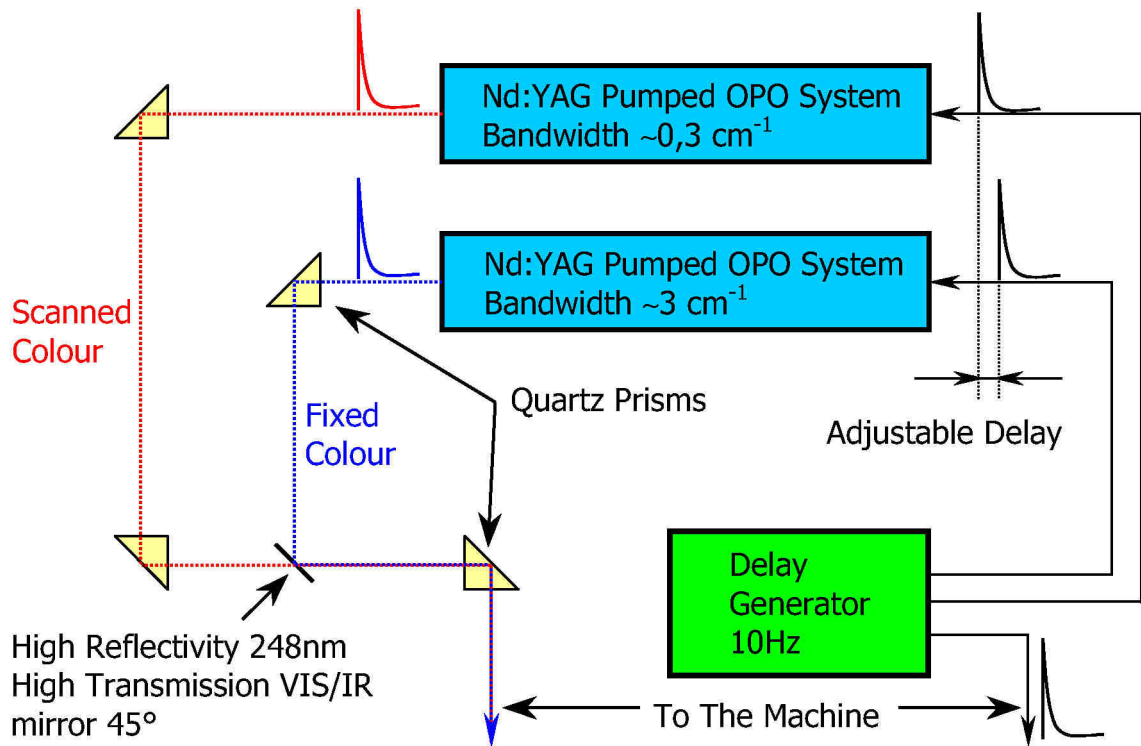 Nd:YAG Pumped OPO System
Bandwidth ~0,3 cm⁻¹
Nd:YAG Pumped OPO System
Bandwidth ~3 cm⁻¹
Scanned
Colour
Fixed
Colour
Quartz Prisms
Adjustable Delay
Delay
Generator
10Hz
High Reflectivity 248nm
High Transmission VIS/IR
mirror 45°
To The Machine